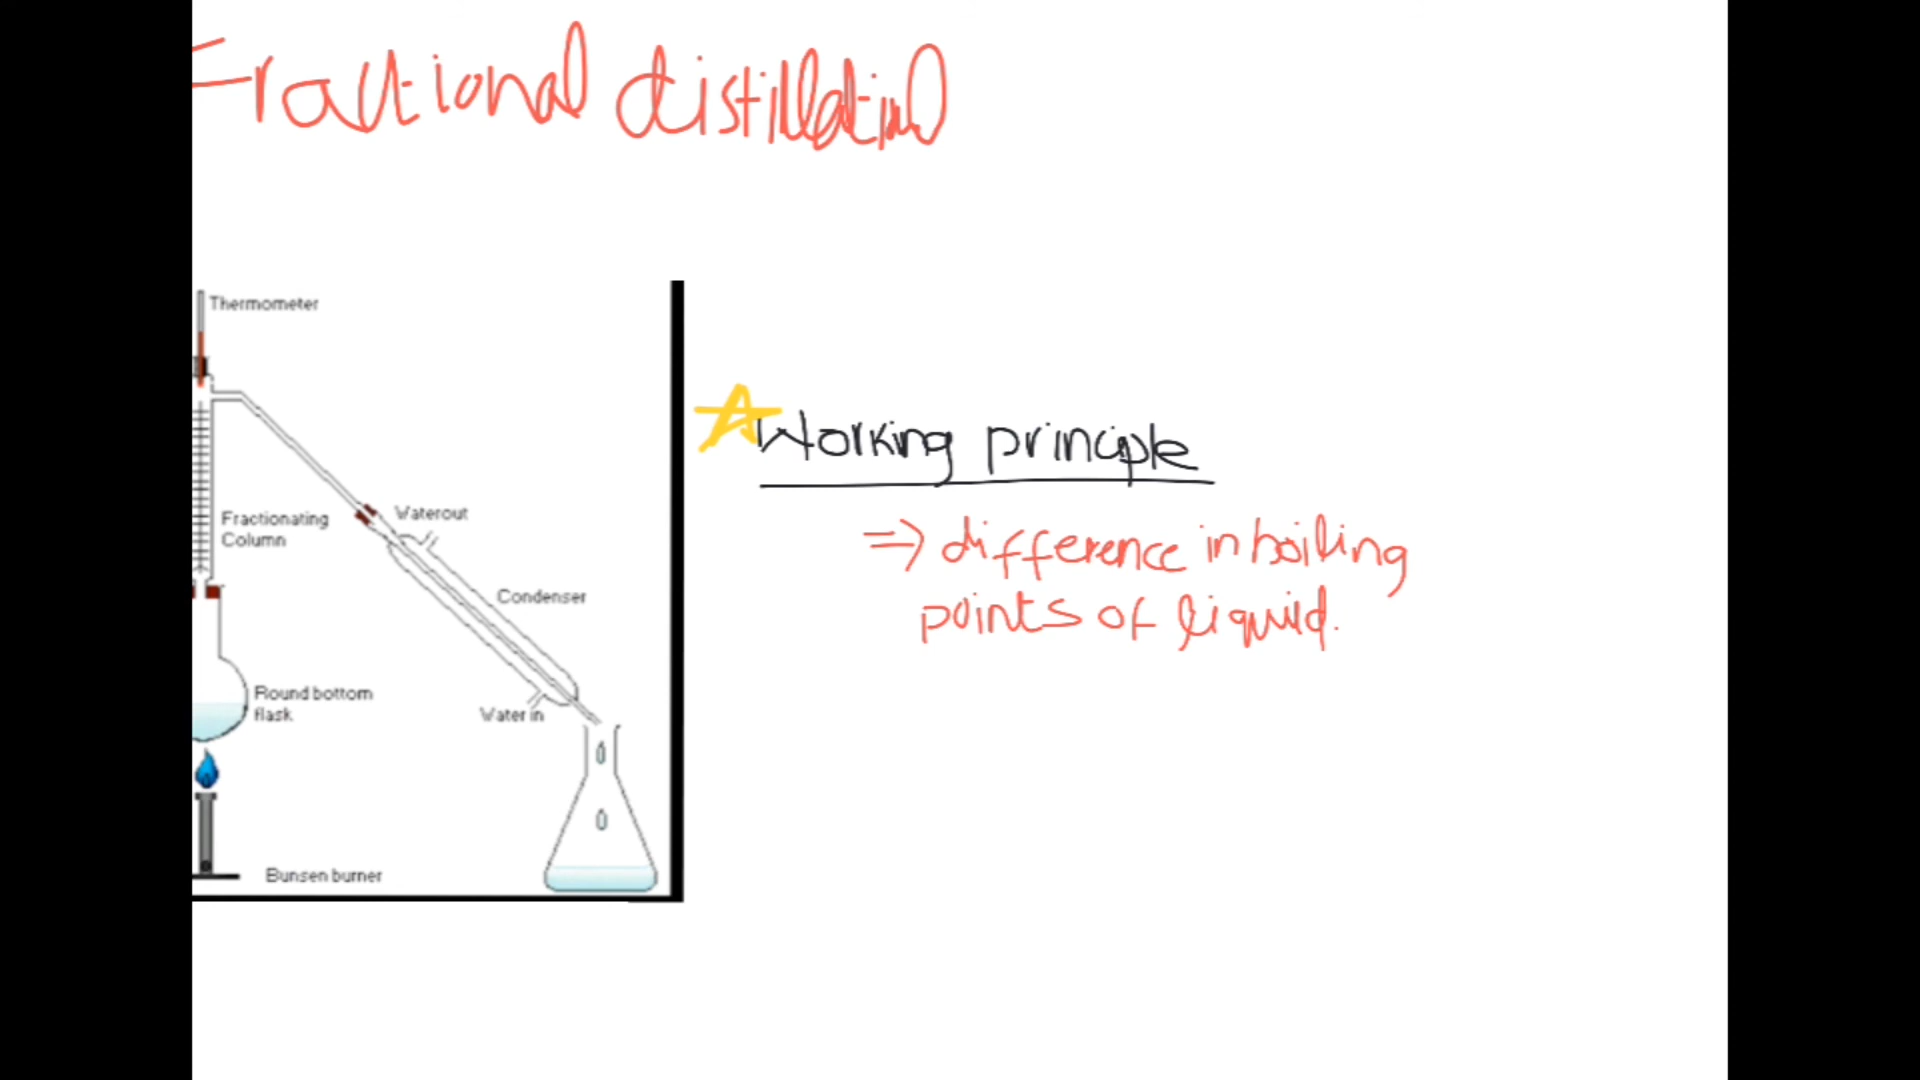 Fractional distillation
Thermometer
Waterout
Fractionating
Column
Condenser
Round bottom
flask
Water in
Bunsen burner
Working principle
⇒ difference in boiling
points of liquid.